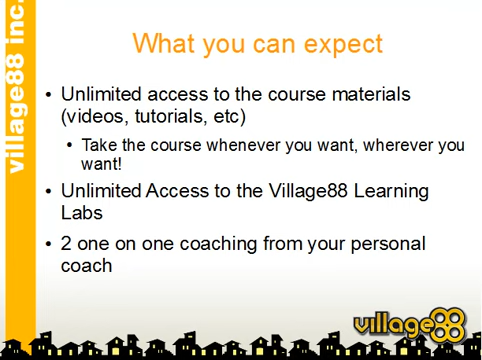 village88 inc.
What you can expect
• Unlimited access to the course materials
(videos, tutorials, etc)
• Take the course whenever you want, wherever you
want!
• Unlimited Access to the Village88 Learning
Labs
• 2 one on one coaching from your personal
coach
village88